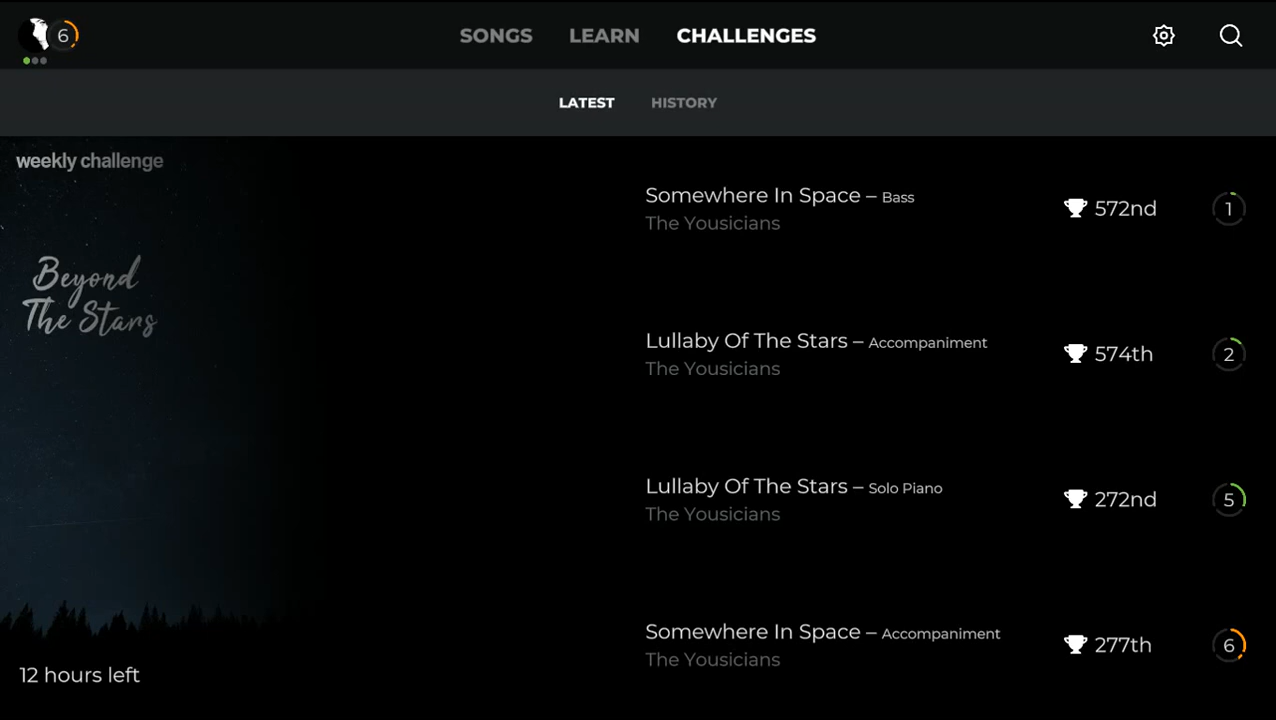 6
SONGS LEARN CHALLENGES
LATEST HISTORY
weekly challenge
Beyond
The Stars
12 hours left
Somewhere In Space – Bass
The Yousicians
572nd
1
Lullaby Of The Stars – Accompaniment
The Yousicians
574th
2
Lullaby Of The Stars – Solo Piano
The Yousicians
272nd
5
Somewhere In Space – Accompaniment
The Yousicians
277th
6